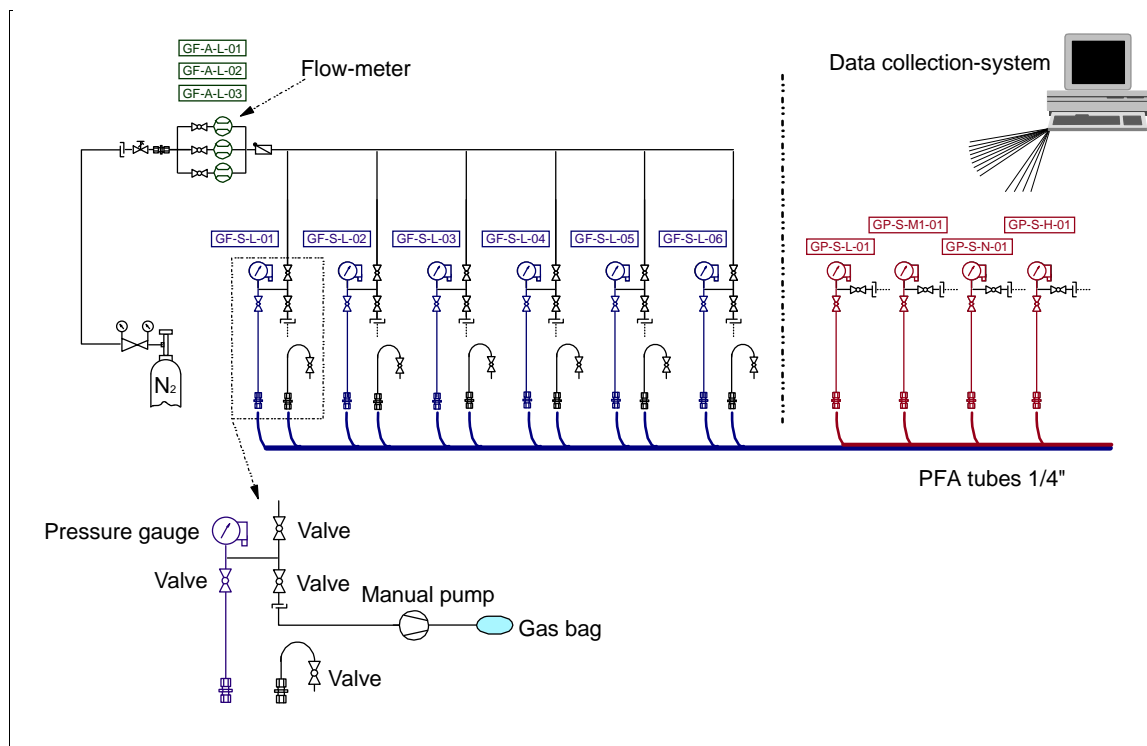 GF-A-L-01
GF-A-L-02
GF-A-L-03
Flow-meter
Data collection-system
GF-S-L-01
GF-S-L-02
GF-S-L-03
GF-S-L-04
GF-S-L-05
GF-S-L-06
GP-S-L-01
GP-S-M1-01
GP-S-N-01
GP-S-H-01
N2
PFA tubes 1/4"
Pressure gauge
Valve
Valve
Valve
Manual pump
Gas bag
Valve